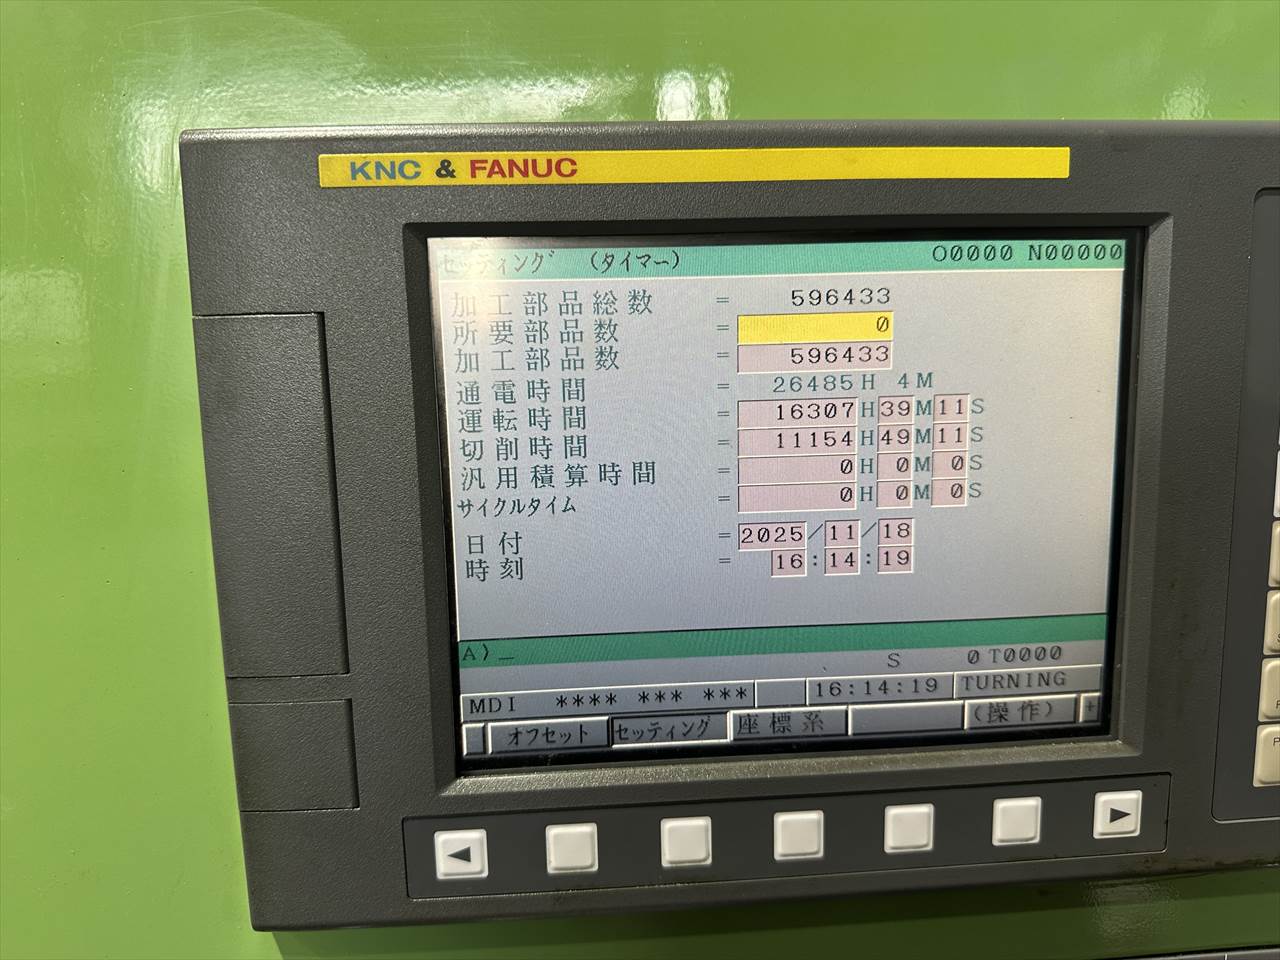 KNC & FANUC
セッティング (タイマー) O0000 N00000
加工部品総数 = 596433
所要部品数 = 0
加工部品数 = 596433
通電時間 = 26485H 4M
運転時間 = 16307H39M11S
切削時間 = 11154H49M11S
汎用積算時間 = 0H 0M 0S
サイクルタイム = 0H 0M 0S
日付 = 2025/11/18
時刻 = 16:14:19
A)_
S 0T0000
MDI **** *** *** 16:14:19 TURNING
オフセット セッティング 座標系 (操作) +